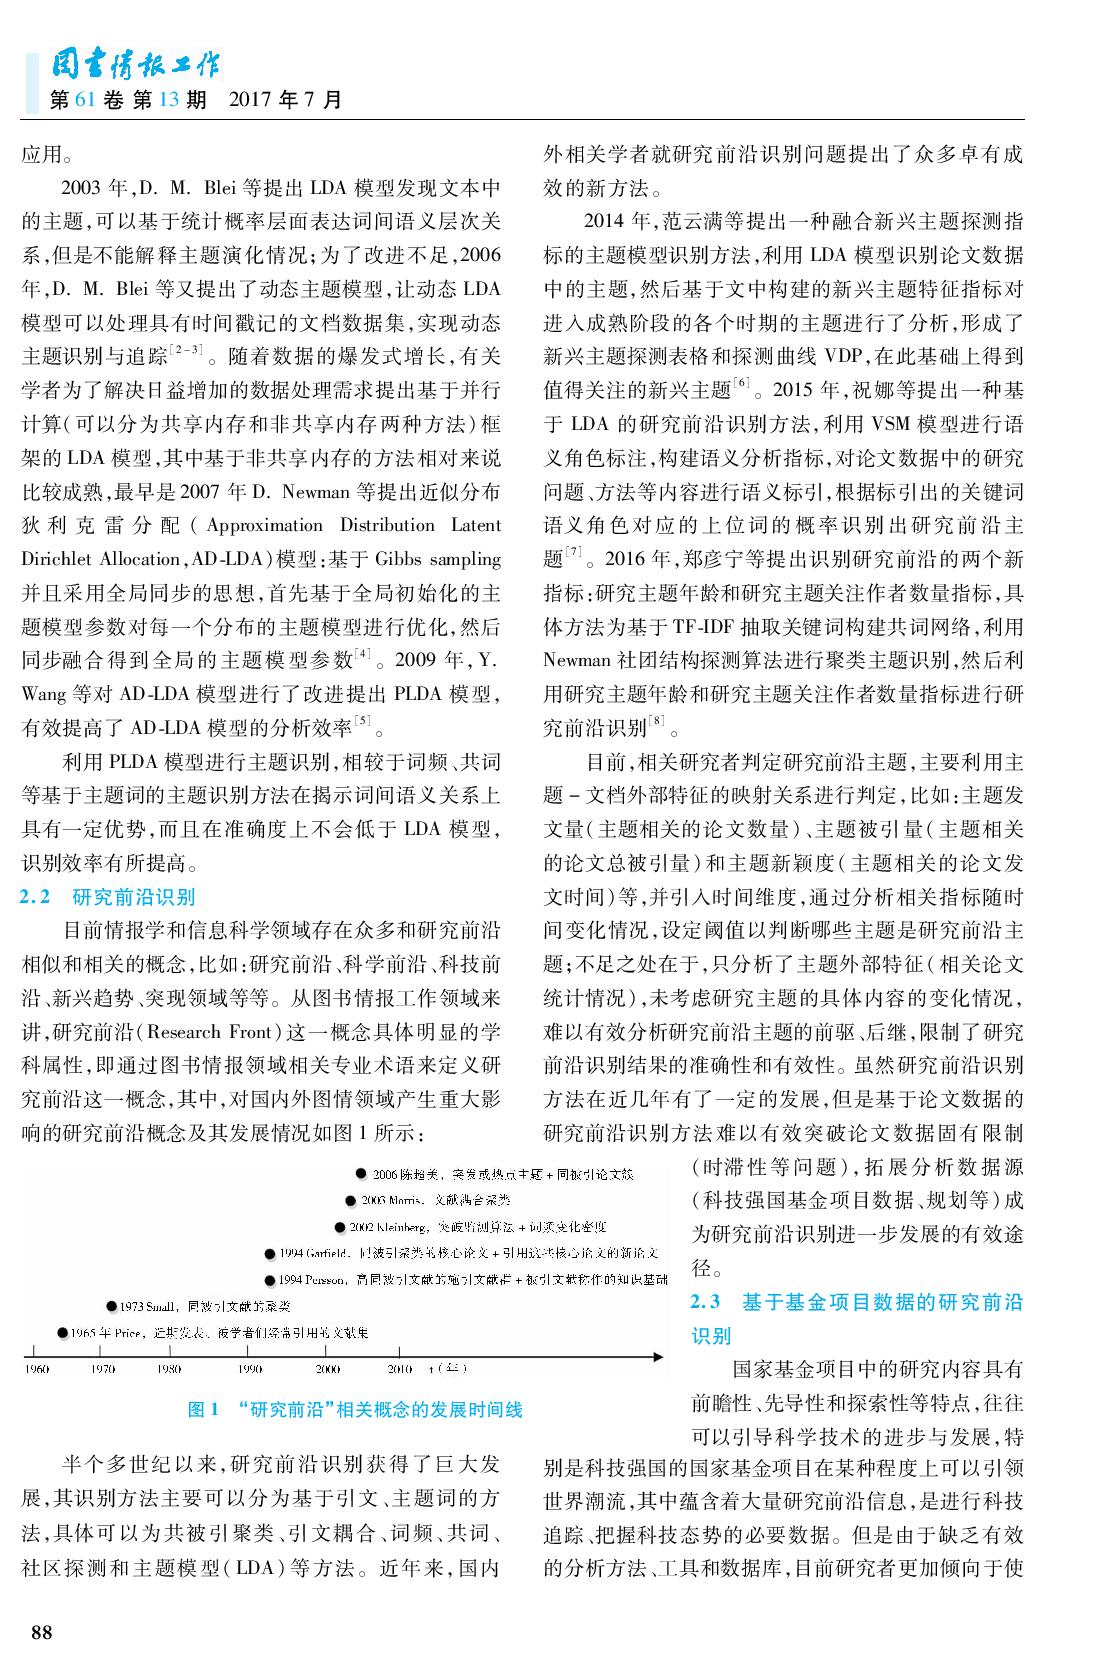 图书情报工作
第 61 卷 第 13 期 2017 年 7 月
应用。
2003 年,D. M. Blei 等提出 LDA 模型发现文本中
的主题,可以基于统计概率层面表达词间语义层次关
系,但是不能解释主题演化情况;为了改进不足,2006
年,D. M. Blei 等又提出了动态主题模型,让动态 LDA
模型可以处理具有时间戳记的文档数据集,实现动态
主题识别与追踪[2-3]。随着数据的爆发式增长,有关
学者为了解决日益增加的数据处理需求提出基于并行
计算(可以分为共享内存和非共享内存两种方法)框
架的 LDA 模型,其中基于非共享内存的方法相对来说
比较成熟,最早是 2007 年 D. Newman 等提出近似分布
狄利克雷分配(Approximation Distribution Latent
Dirichlet Allocation,AD-LDA)模型:基于 Gibbs sampling
并且采用全局同步的思想,首先基于全局初始化的主
题模型参数对每一个分布的主题模型进行优化,然后
同步融合得到全局的主题模型参数[4]。2009 年,Y.
Wang 等对 AD-LDA 模型进行了改进提出 PLDA 模型,
有效提高了 AD-LDA 模型的分析效率[5]。
利用 PLDA 模型进行主题识别,相较于词频、共词
等基于主题词的主题识别方法在揭示词间语义关系上
具有一定优势,而且在准确度上不会低于 LDA 模型,
识别效率有所提高。
2.2 研究前沿识别
目前情报学和信息科学领域存在众多和研究前沿
相似和相关的概念,比如:研究前沿、科学前沿、科技前
沿、新兴趋势、突现领域等等。从图书情报工作领域来
讲,研究前沿(Research Front)这一概念具体明显的学
科属性,即通过图书情报领域相关专业术语来定义研
究前沿这一概念,其中,对国内外图情领域产生重大影
响的研究前沿概念及其发展情况如图 1 所示:
2006 陈超美,突发或热点主题 + 同被引论文簇
2003 Morris,文献耦合聚类
2002 Kleinberg,突破监测算法 + 词频变化密度
1994 Garfield,同被引聚类的核心论文 + 引用这些核心论文的新论文
1994 Persson,高同被引文献的施引文献群 + 被引文献称作的知识基础
1973 Small,同被引文献的聚类
1965 年 Price,近期发表、被学者们经常引用的文献集
1960 1970 1980 1990 2000 2010 t(年)
图 1 “研究前沿”相关概念的发展时间线
半个多世纪以来,研究前沿识别获得了巨大发
展,其识别方法主要可以分为基于引文、主题词的方
法,具体可以为共被引聚类、引文耦合、词频、共词、
社区探测和主题模型(LDA)等方法。近年来,国内
外相关学者就研究前沿识别问题提出了众多卓有成
效的新方法。
2014 年,范云满等提出一种融合新兴主题探测指
标的主题模型识别方法,利用 LDA 模型识别论文数据
中的主题,然后基于文中构建的新兴主题特征指标对
进入成熟阶段的各个时期的主题进行了分析,形成了
新兴主题探测表格和探测曲线 VDP,在此基础上得到
值得关注的新兴主题[6]。2015 年,祝娜等提出一种基
于 LDA 的研究前沿识别方法,利用 VSM 模型进行语
义角色标注,构建语义分析指标,对论文数据中的研究
问题、方法等内容进行语义标引,根据标引出的关键词
语义角色对应的上位词的概率识别出研究前沿主
题[7]。2016 年,郑彦宁等提出识别研究前沿的两个新
指标:研究主题年龄和研究主题关注作者数量指标,具
体方法为基于 TF-IDF 抽取关键词构建共词网络,利用
Newman 社团结构探测算法进行聚类主题识别,然后利
用研究主题年龄和研究主题关注作者数量指标进行研
究前沿识别[8]。
目前,相关研究者判定研究前沿主题,主要利用主
题 - 文档外部特征的映射关系进行判定,比如:主题发
文量(主题相关的论文数量)、主题被引量(主题相关
的论文总被引量)和主题新颖度(主题相关的论文发
文时间)等,并引入时间维度,通过分析相关指标随时
间变化情况,设定阈值以判断哪些主题是研究前沿主
题;不足之处在于,只分析了主题外部特征(相关论文
统计情况),未考虑研究主题的具体内容的变化情况,
难以有效分析研究前沿主题的前驱、后继,限制了研究
前沿识别结果的准确性和有效性。虽然研究前沿识别
方法在近几年有了一定的发展,但是基于论文数据的
研究前沿识别方法难以有效突破论文数据固有限制
(时滞性等问题),拓展分析数据源
(科技强国基金项目数据、规划等)成
为研究前沿识别进一步发展的有效途
径。
2.3 基于基金项目数据的研究前沿
识别
国家基金项目中的研究内容具有
前瞻性、先导性和探索性等特点,往往
可以引导科学技术的进步与发展,特
别是科技强国的国家基金项目在某种程度上可以引领
世界潮流,其中蕴含着大量研究前沿信息,是进行科技
追踪、把握科技态势的必要数据。但是由于缺乏有效
的分析方法、工具和数据库,目前研究者更加倾向于使
88